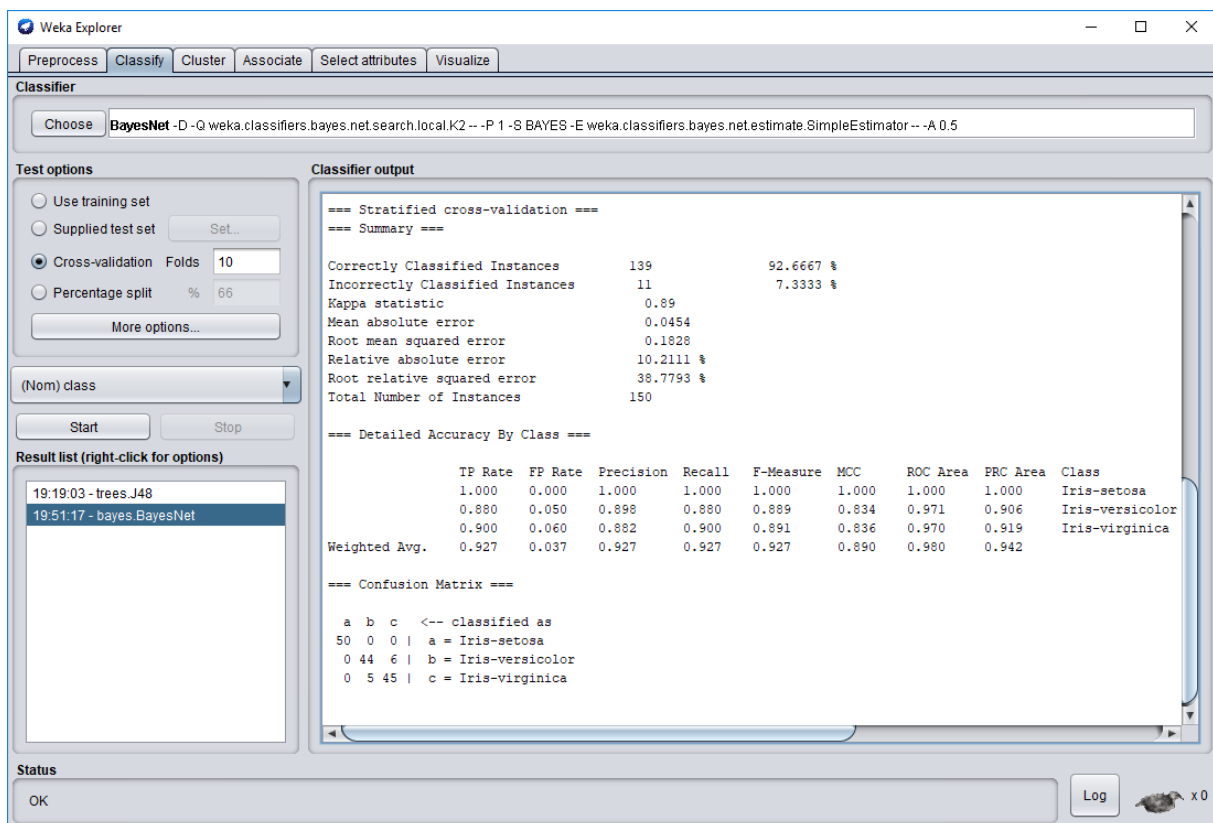 Weka Explorer
Preprocess Classify Cluster Associate Select attributes Visualize
Classifier
Choose BayesNet -D -Q weka.classifiers.bayes.net.search.local.K2 -- -P 1 -S BAYES -E weka.classifiers.bayes.net.estimate.SimpleEstimator -- -A 0.5
Test options
Use training set
Supplied test set Set...
Cross-validation Folds 10
Percentage split % 66
More options...
(Nom) class
Start Stop
Result list (right-click for options)
19:19:03 - trees.J48
19:51:17 - bayes.BayesNet
Classifier output
=== Stratified cross-validation ===
=== Summary ===
Correctly Classified Instances 139 92.6667 %
Incorrectly Classified Instances 11 7.3333 %
Kappa statistic 0.89
Mean absolute error 0.0454
Root mean squared error 0.1828
Relative absolute error 10.2111 %
Root relative squared error 38.7793 %
Total Number of Instances 150
=== Detailed Accuracy By Class ===
TP Rate FP Rate Precision Recall F-Measure MCC ROC Area PRC Area Class
1.000 0.000 1.000 1.000 1.000 1.000 1.000 1.000 Iris-setosa
0.880 0.050 0.898 0.880 0.889 0.834 0.971 0.906 Iris-versicolor
0.900 0.060 0.882 0.900 0.891 0.836 0.970 0.919 Iris-virginica
Weighted Avg. 0.927 0.037 0.927 0.927 0.927 0.890 0.980 0.942
=== Confusion Matrix ===
a b c <-- classified as
50 0 0 | a = Iris-setosa
0 44 6 | b = Iris-versicolor
0 5 45 | c = Iris-virginica
Status
OK
Log x 0